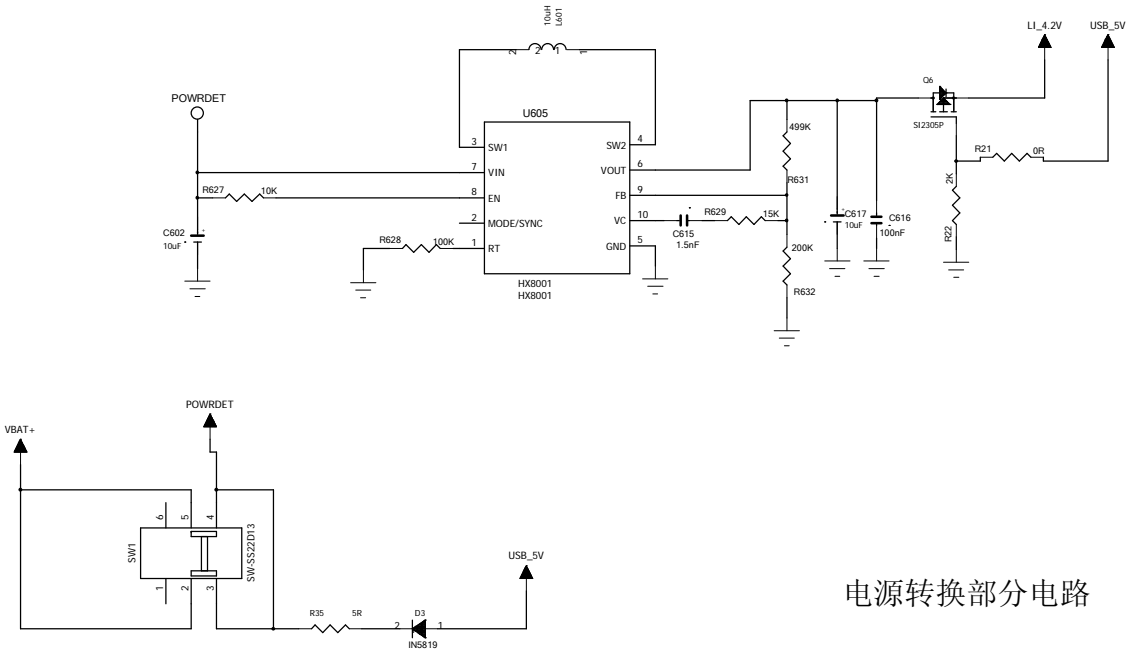 10uH
L601
2
2
1
1
LI_4.2V
USB_5V
POWRDET
U605
Q6
SI2305P
3
SW1
SW2
4
7
VIN
VOUT
6
499K
R631
R21
0R
R627
10K
8
EN
FB
9
2K
R22
2
MODE/SYNC
VC
10
C615
1.5nF
R629
15K
C617
10uF
C616
100nF
C602
10uF
R628
100K
1
RT
GND
5
200K
R632
HX8001
HX8001
VBAT+
POWRDET
6
5
4
SW1
SW-SS22D13
1
2
3
USB_5V
R35
5R
2
D3
1
IN5819
电源转换部分电路